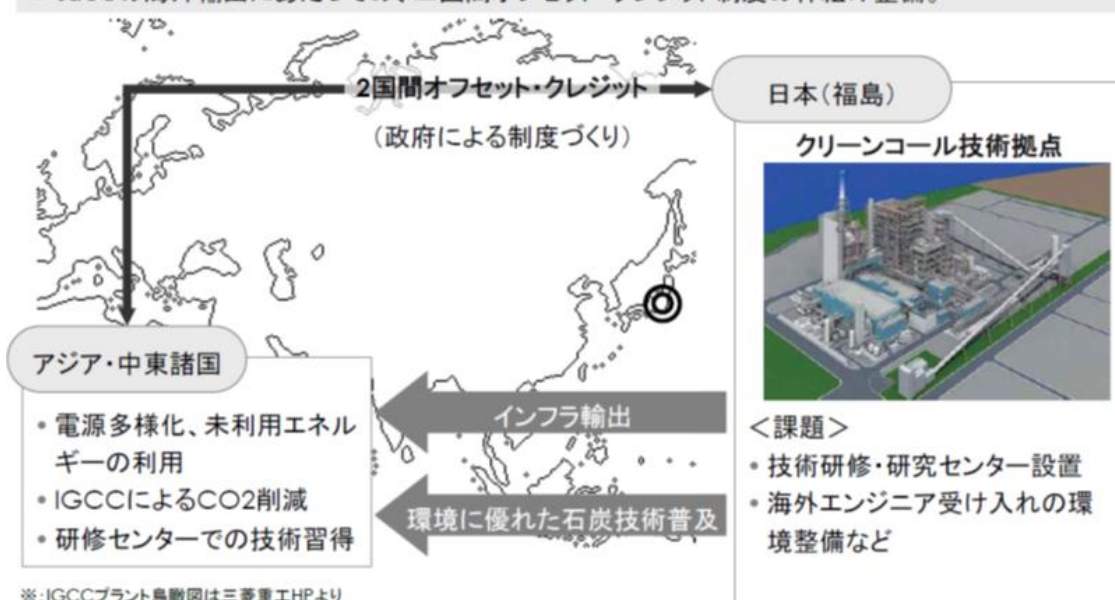 2国間オフセット・クレジット
（政府による制度づくり）
日本（福島）
クリーンコール技術拠点
アジア・中東諸国
• 電源多様化、未利用エネル
ギーの利用
• IGCCによるCO2削減
• 研修センターでの技術習得
インフラ輸出
環境に優れた石炭技術普及
＜課題＞
• 技術研修・研究センター設置
• 海外エンジニア受け入れの環
境整備など
※：IGCCプラント鳥瞰図は三菱重工HPより